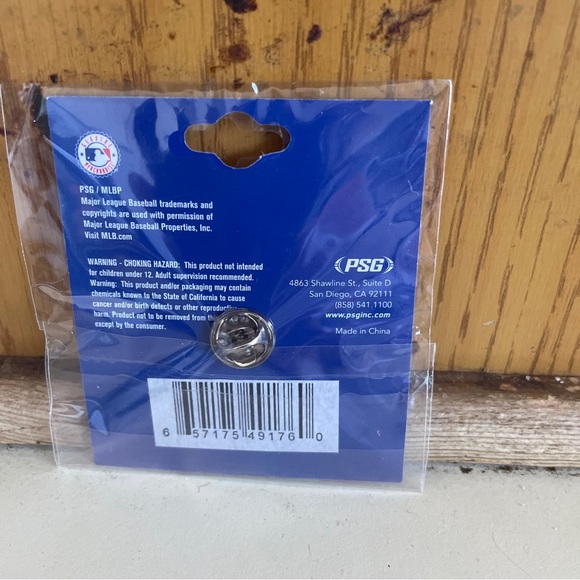 GENUINE
MERCHANDISE
PSG / MLBP
Major League Baseball trademarks and
copyrights are used with permission of
Major League Baseball Properties, Inc.
Visit MLB.com
WARNING - CHOKING HAZARD: This product not intended
for children under 12. Adult supervision recommended.
Warning: This product and/or packaging may contain
chemicals known to the State of California to cause
cancer and/or birth defects or other reproductive
harm. Product not to be removed from this
except by the consumer.
PSG
4863 Shawline St., Suite D
San Diego, CA 92111
(858) 541.1100
www.psginc.com
Made in China
6 57175 49176 0